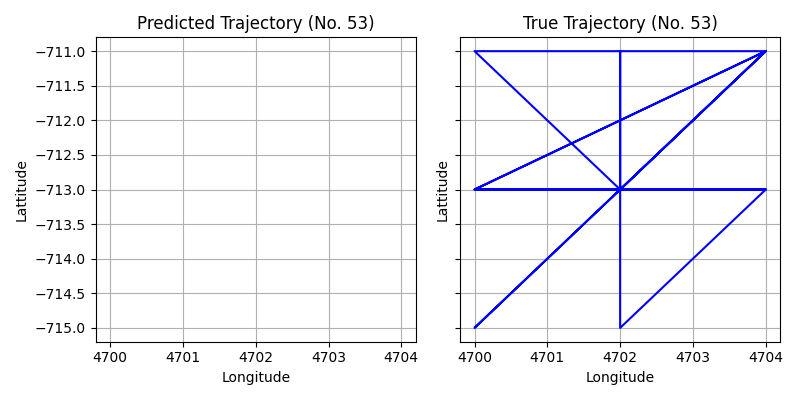 Predicted Trajectory (No. 53)
−711.0
−711.5
−712.0
−712.5
−713.0
−713.5
−714.0
−714.5
−715.0
Lattitude
4700 4701 4702 4703 4704
Longitude
True Trajectory (No. 53)
Lattitude
4700 4701 4702 4703 4704
Longitude